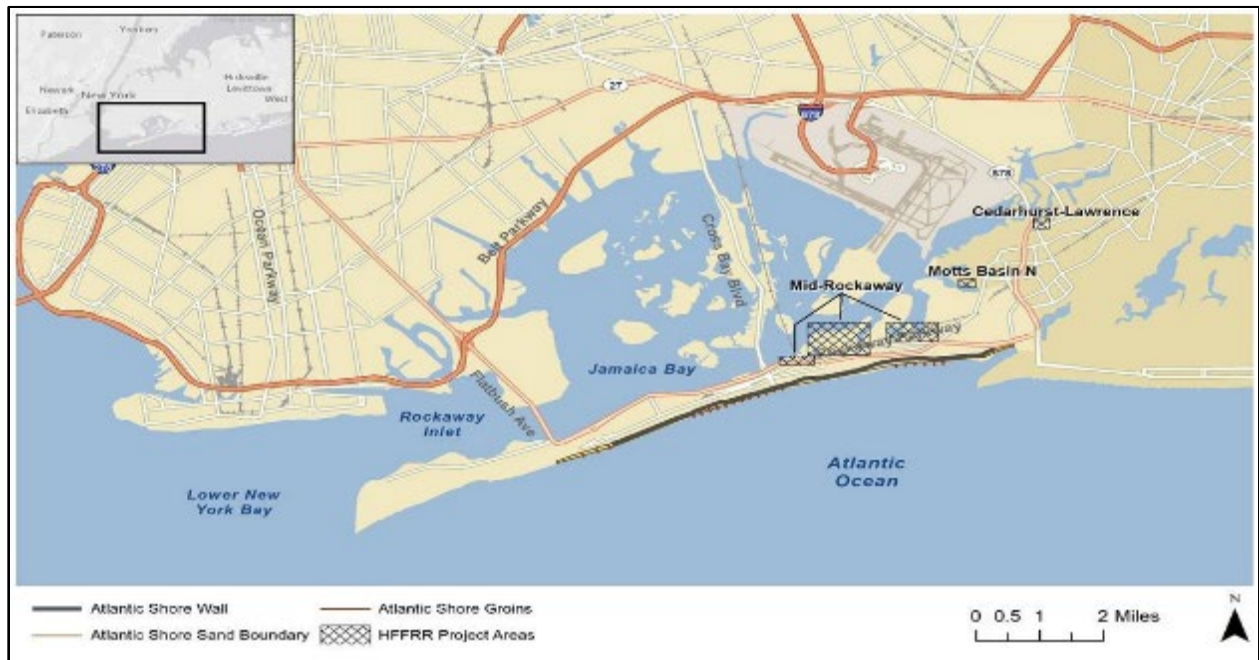 Paterson
Yonkers
Hicksville
Levittown
Newark
New York
West
Elizabeth
27
678
878
Ocean Parkway
Belt Parkway
Cross Bay Blvd
Cedarhurst-Lawrence
Motts Basin N
Mid-Rockaway
Jamaica Bay
Flatbush Ave
Rockaway
Inlet
Atlantic
Ocean
Lower New
York Bay
Atlantic Shore Wall
Atlantic Shore Groins
Atlantic Shore Sand Boundary
HFFRR Project Areas
0 0.5 1 2 Miles
N